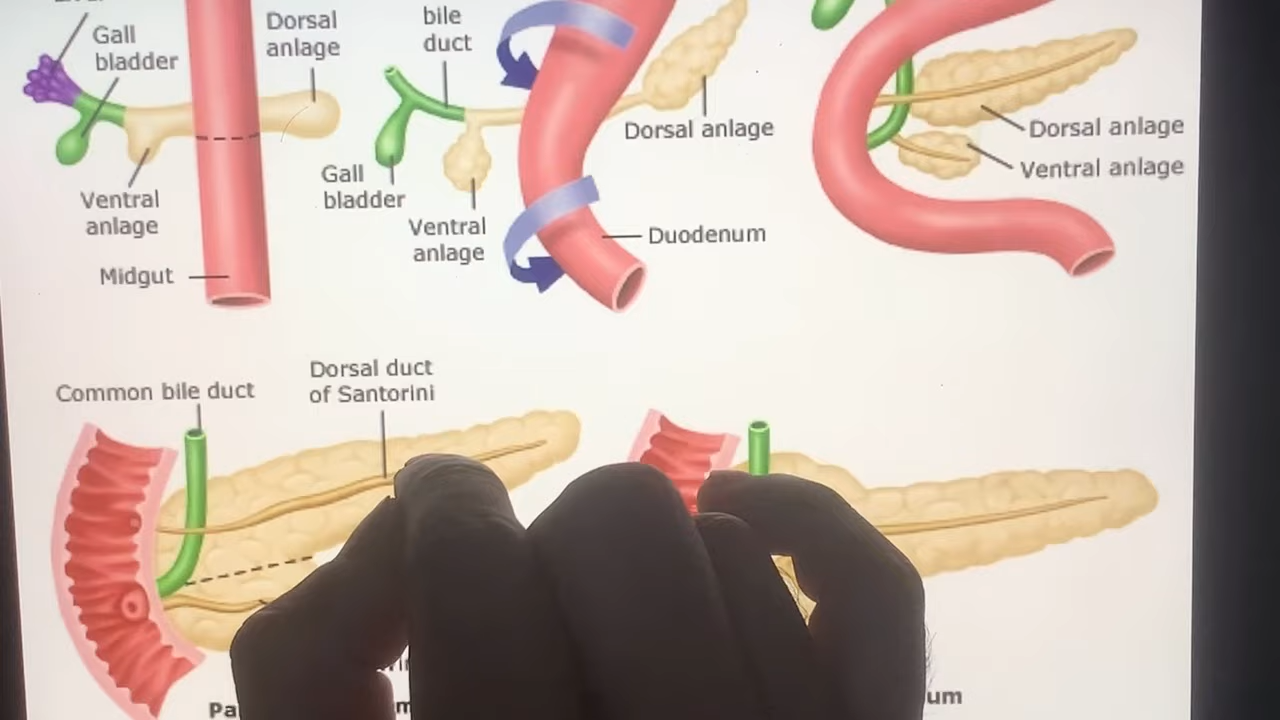 Gall
bladder
Dorsal
anlage
bile
duct
Dorsal anlage
Dorsal anlage
Ventral anlage
Gall
bladder
Ventral
anlage
Ventral
anlage
Duodenum
Midgut
Common bile duct
Dorsal duct
of Santorini